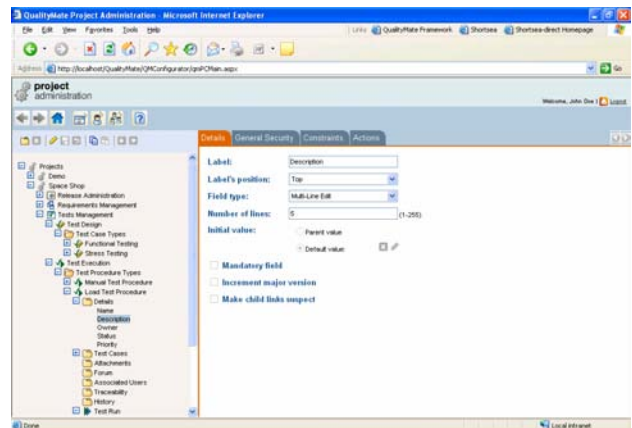 QualityMate Project Administration - Microsoft Internet Explorer
File Edit View Favorites Tools Help
Links QualityMate Framework Shortsea Shortsea-direct Homepage
Address http://localhost/QualityMate/QMConfigurator/qmPCMain.aspx Go
project
administration
Welcome, John Doe | Logout
Details General Security Constraints Actions
Projects
Demo
Space Shop
Release Administration
Requirements Management
Tests Management
Test Design
Test Case Types
Functional Testing
Stress Testing
Test Execution
Test Procedure Types
Manual Test Procedure
Load Test Procedure
Details
Name
Description
Owner
Status
Priority
Test Cases
Attachments
Forum
Associated Users
Traceability
History
Test Run
Label: Description
Label's position: Top
Field type: Multi-Line Edit
Number of lines: 5 (1-255)
Initial value: Parent value
Default value
Mandatory field
Increment major version
Make child links suspect
Done Local intranet